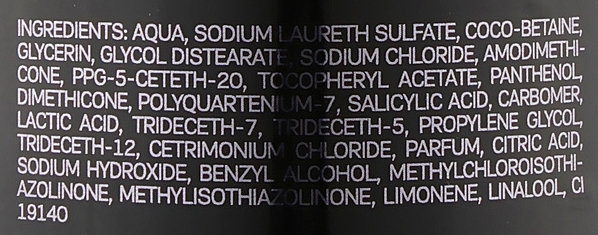 INGREDIENTS: AQUA, SODIUM LAURETH SULFATE, COCO-BETAINE,
GLYCERIN, GLYCOL DISTEARATE, SODIUM CHLORIDE, AMODIMETHI-
CONE, PPG-5-CETETH-20, TOCOPHERYL ACETATE, PANTHENOL,
DIMETHICONE, POLYQUARTENIUM-7, SALICYLIC ACID, CARBOMER,
LACTIC ACID, TRIDECETH-7, TRIDECETH-5, PROPYLENE GLYCOL,
TRIDECETH-12, CETRIMONIUM CHLORIDE, PARFUM, CITRIC ACID,
SODIUM HYDROXIDE, BENZYL ALCOHOL, METHYLCHLOROISOTHI-
AZOLINONE, METHYLISOTHIAZOLINONE, LIMONENE, LINALOOL, CI
19140